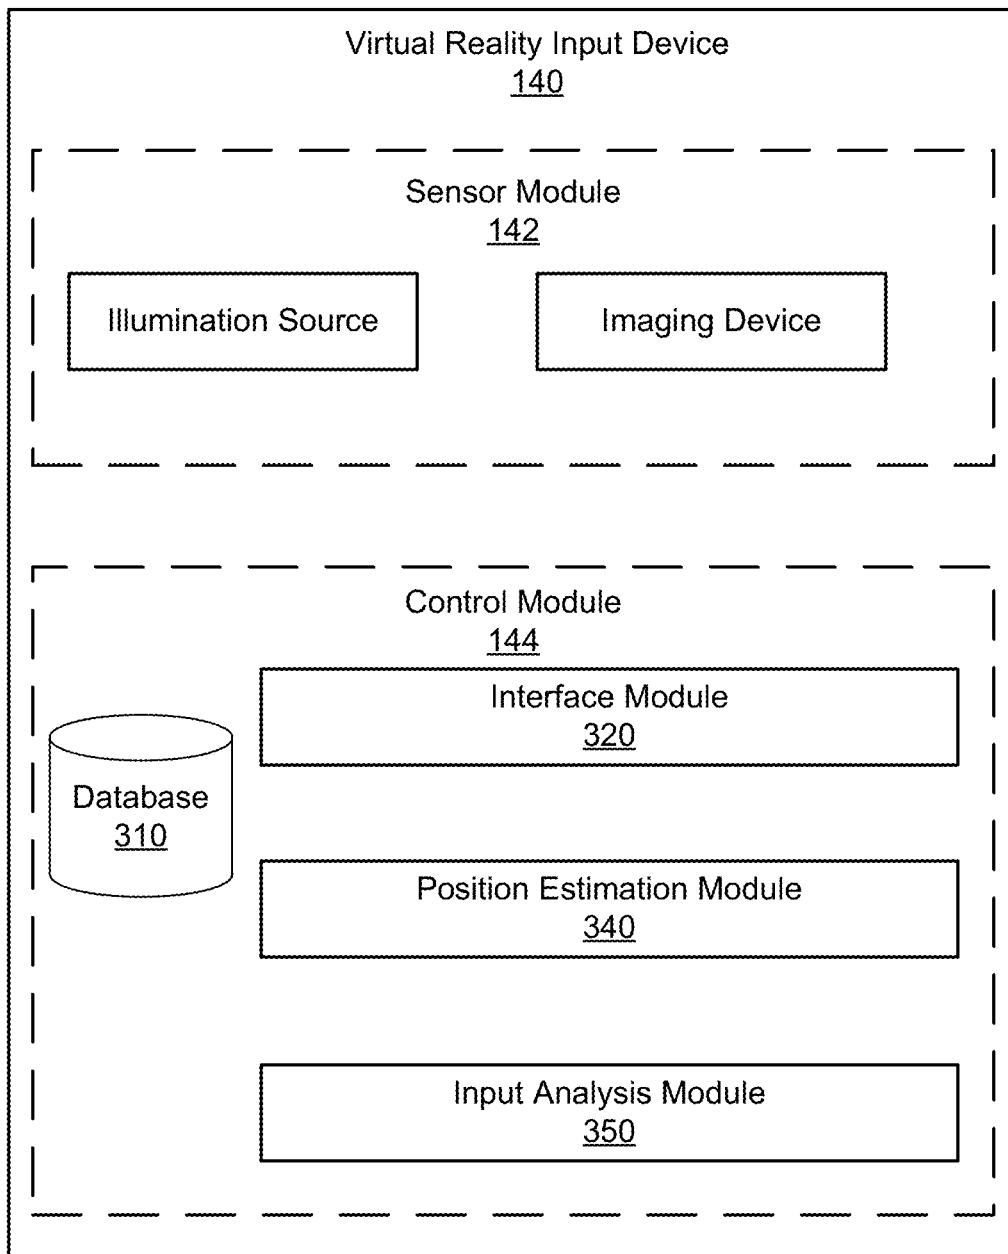 Virtual Reality Input Device
140
Sensor Module
142
Illumination Source
Imaging Device
Control Module
144
Interface Module
320
Database
310
Position Estimation Module
340
Input Analysis Module
350